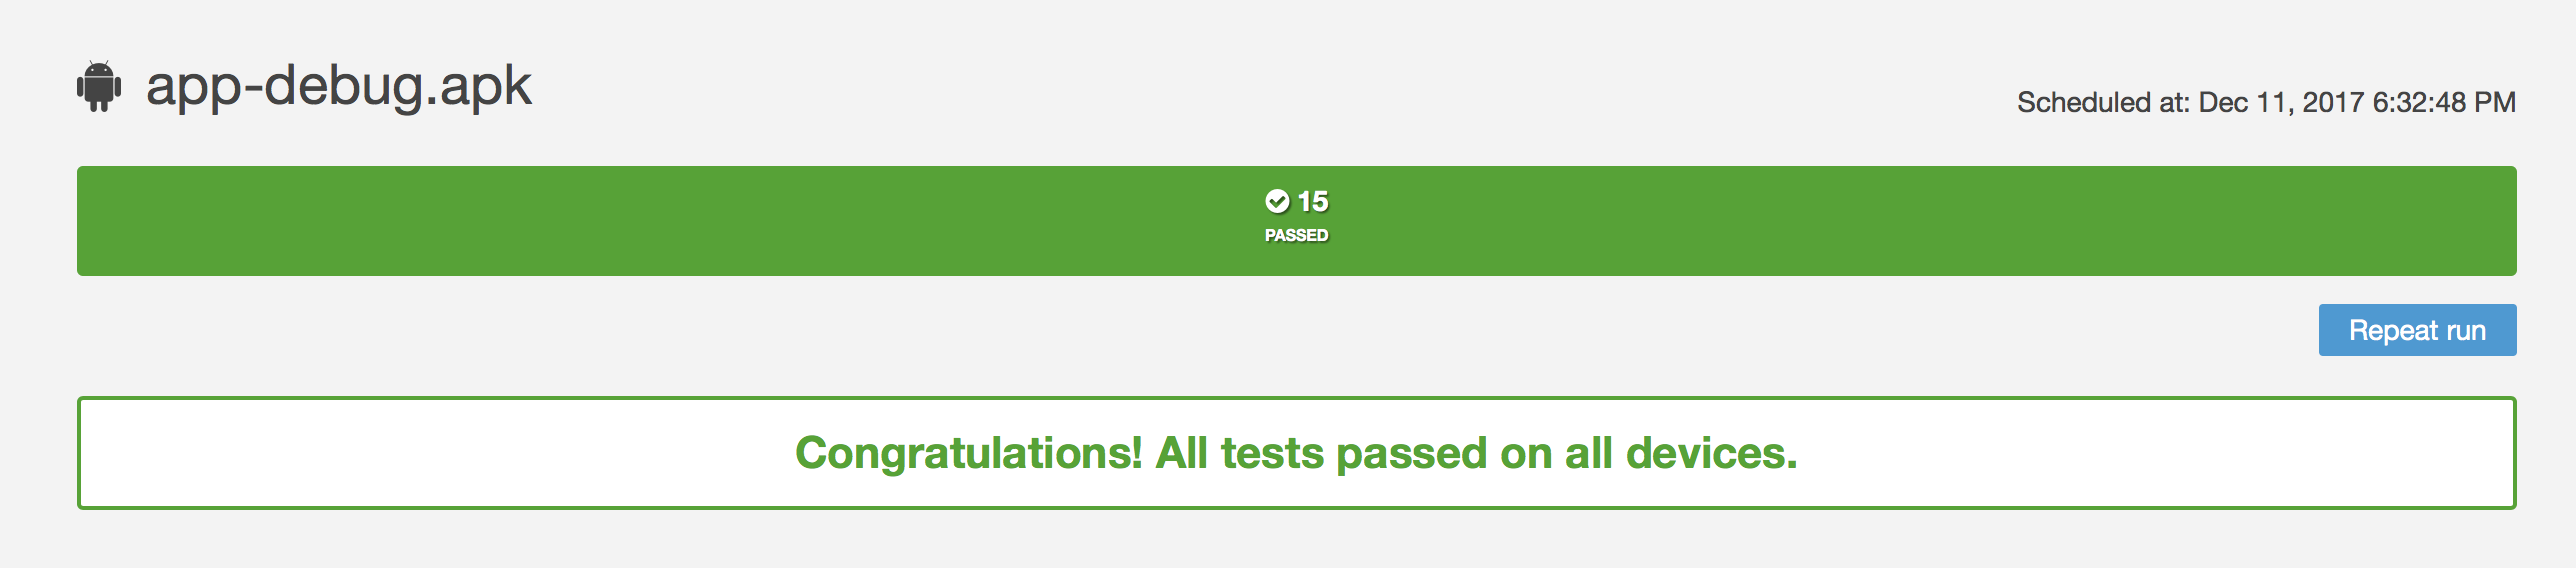 app-debug.apk
Scheduled at: Dec 11, 2017 6:32:48 PM
15
PASSED
Repeat run
Congratulations! All tests passed on all devices.